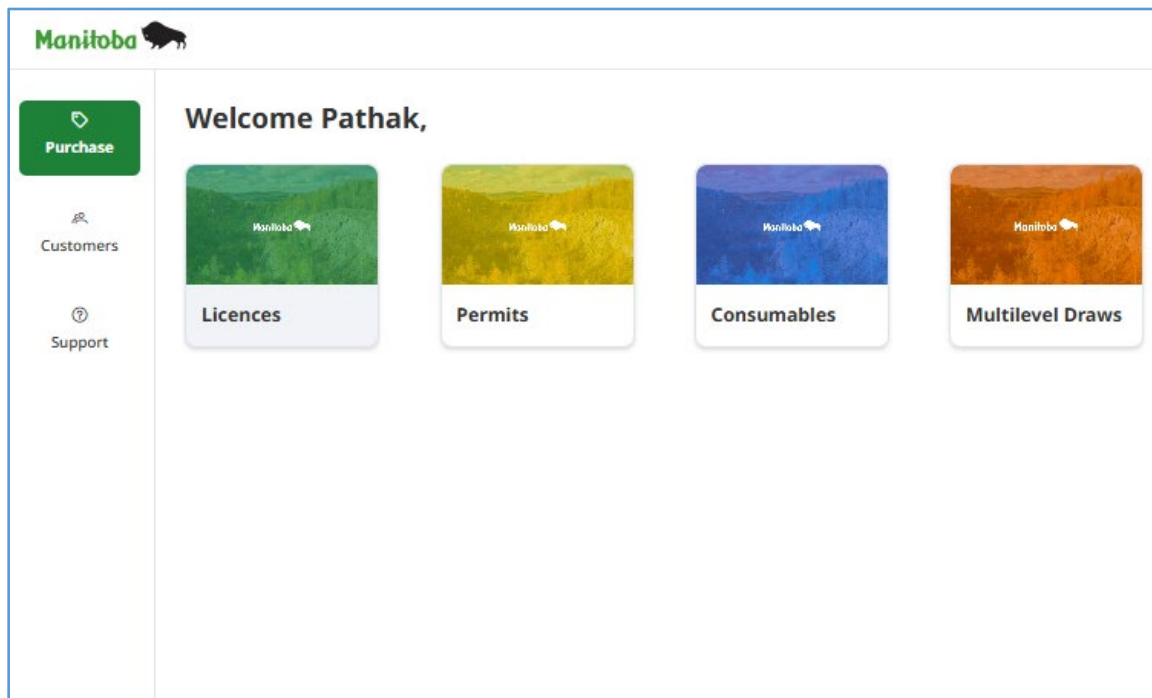 Manitoba
Purchase
Customers
Support
Welcome Pathak,
Manitoba
Licences
Manitoba
Permits
Manitoba
Consumables
Manitoba
Multilevel Draws